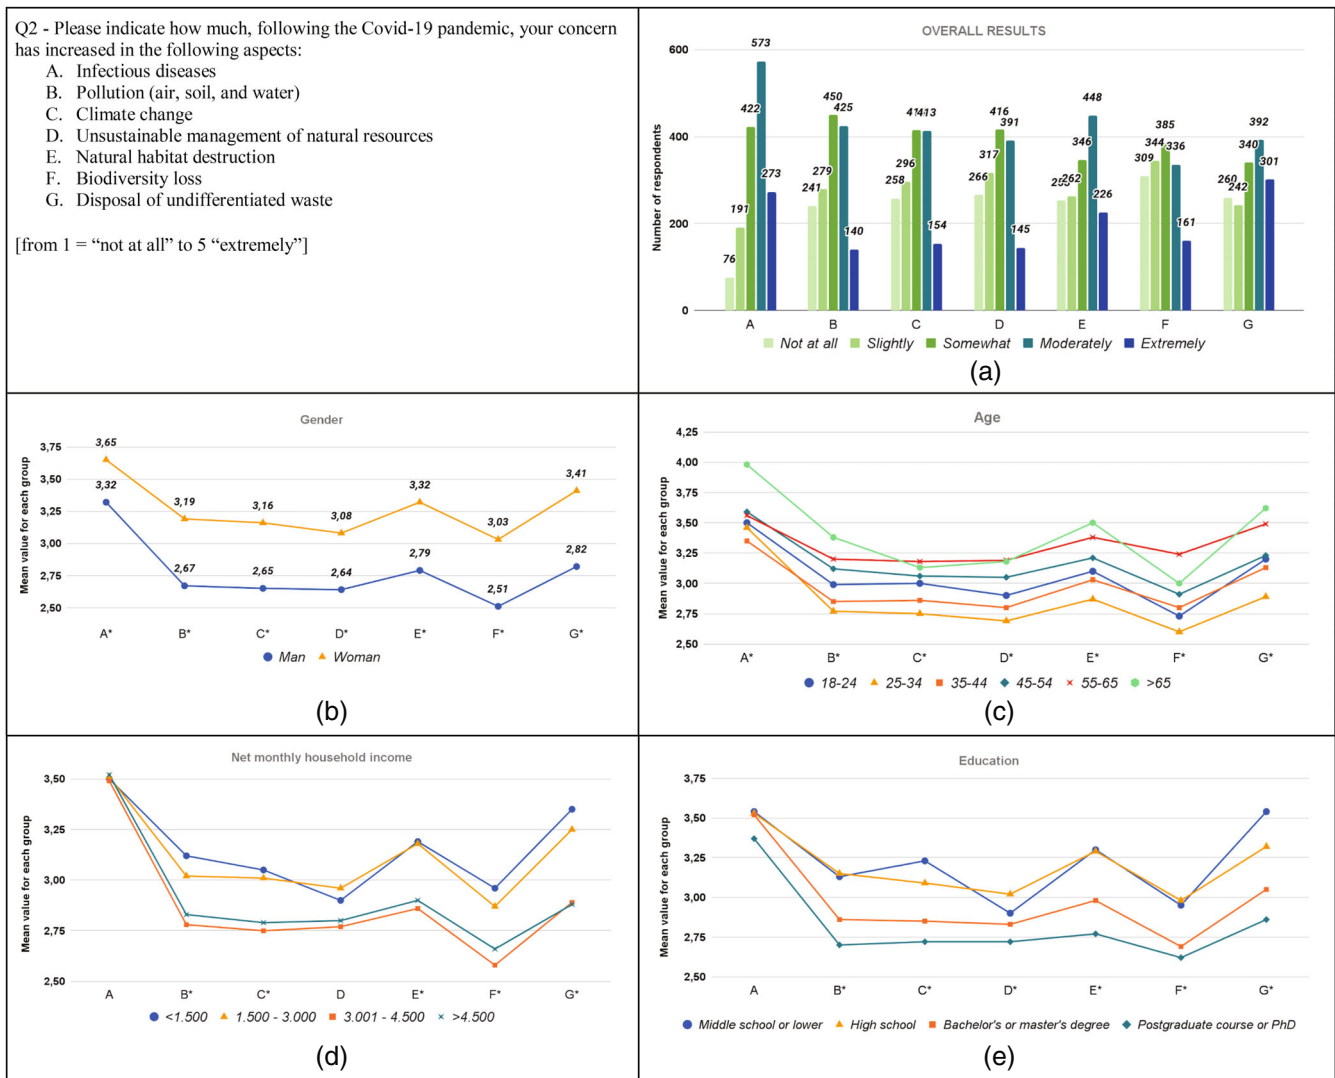 Q2 - Please indicate how much, following the Covid-19 pandemic, your concern
has increased in the following aspects:
A. Infectious diseases
B. Pollution (air, soil, and water)
C. Climate change
D. Unsustainable management of natural resources
E. Natural habitat destruction
F. Biodiversity loss
G. Disposal of undifferentiated waste
[from 1 = “not at all” to 5 “extremely”]
OVERALL RESULTS
Number of respondents
600
400
200
0
76 191 422 573 273
241 279 450 425 140
258 296 413 154
266 317 416 391 145
262 346 448 226
309 344 385 336 161
260 242 340 392 301
A B C D E F G
Not at all Slightly Somewhat Moderately Extremely
(a)
Gender
Mean value for each group
3,75
3,50
3,25
3,00
2,75
2,50
3,65 3,19 3,16 3,08 3,32 3,03 3,41
3,32 2,67 2,65 2,64 2,79 2,51 2,82
A* B* C* D* E* F* G*
Man Woman
(b)
Age
Mean value for each group
4,25
4,00
3,75
3,50
3,25
3,00
2,75
2,50
A* B* C* D* E* F* G*
18-24 25-34 35-44 45-54 55-65 >65
(c)
Net monthly household income
Mean value for each group
3,50
3,25
3,00
2,75
2,50
A B* C* D E* F* G*
<1.500 1.500 - 3.000 3.001 - 4.500 >4.500
(d)
Education
Mean value for each group
3,75
3,50
3,25
3,00
2,75
2,50
A B* C* D* E* F* G*
Middle school or lower High school Bachelor's or master's degree Postgraduate course or PhD
(e)